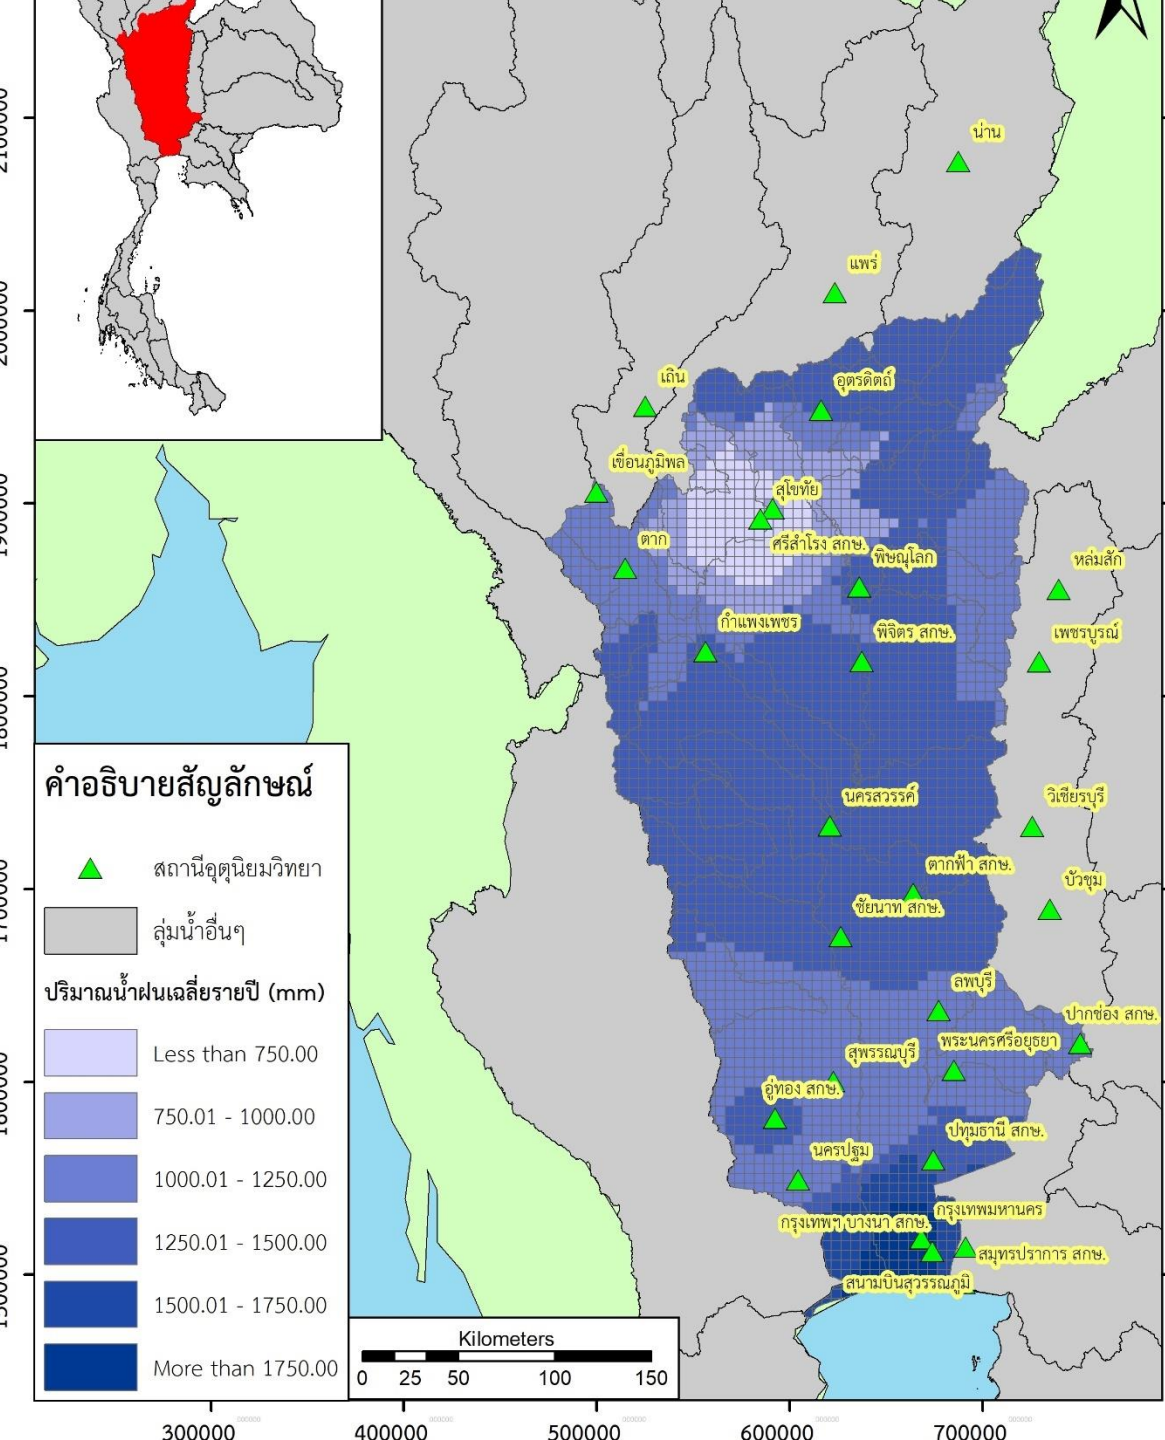 น่าน
แพร่
เถิน
อุตรดิตถ์
เขื่อนภูมิพล
สุโขทัย
ตาก
ศรีสำโรง สกษ.
พิษณุโลก
หล่มสัก
กำแพงเพชร
พิจิตร สกษ.
เพชรบูรณ์
นครสวรรค์
วิเชียรบุรี
ตากฟ้า สกษ.
บัวชุม
ชัยนาท สกษ.
ลพบุรี
ปากช่อง สกษ.
สุพรรณบุรี
พระนครศรีอยุธยา
อู่ทอง สกษ.
ปทุมธานี สกษ.
นครปฐม
กรุงเทพมหานคร
กรุงเทพฯ บางนา สกษ.
สมุทรปราการ สกษ.
สนามบินสุวรรณภูมิ
คำอธิบายสัญลักษณ์
สถานีอุตุนิยมวิทยา
ลุ่มน้ำอื่นๆ
ปริมาณน้ำฝนเฉลี่ยรายปี (mm)
Less than 750.00
750.01 - 1000.00
1000.01 - 1250.00
1250.01 - 1500.00
1500.01 - 1750.00
More than 1750.00
Kilometers
0 25 50 100 150
2100000
2000000
1900000
1800000
1700000
1600000
1500000
300000 400000 500000 600000 700000